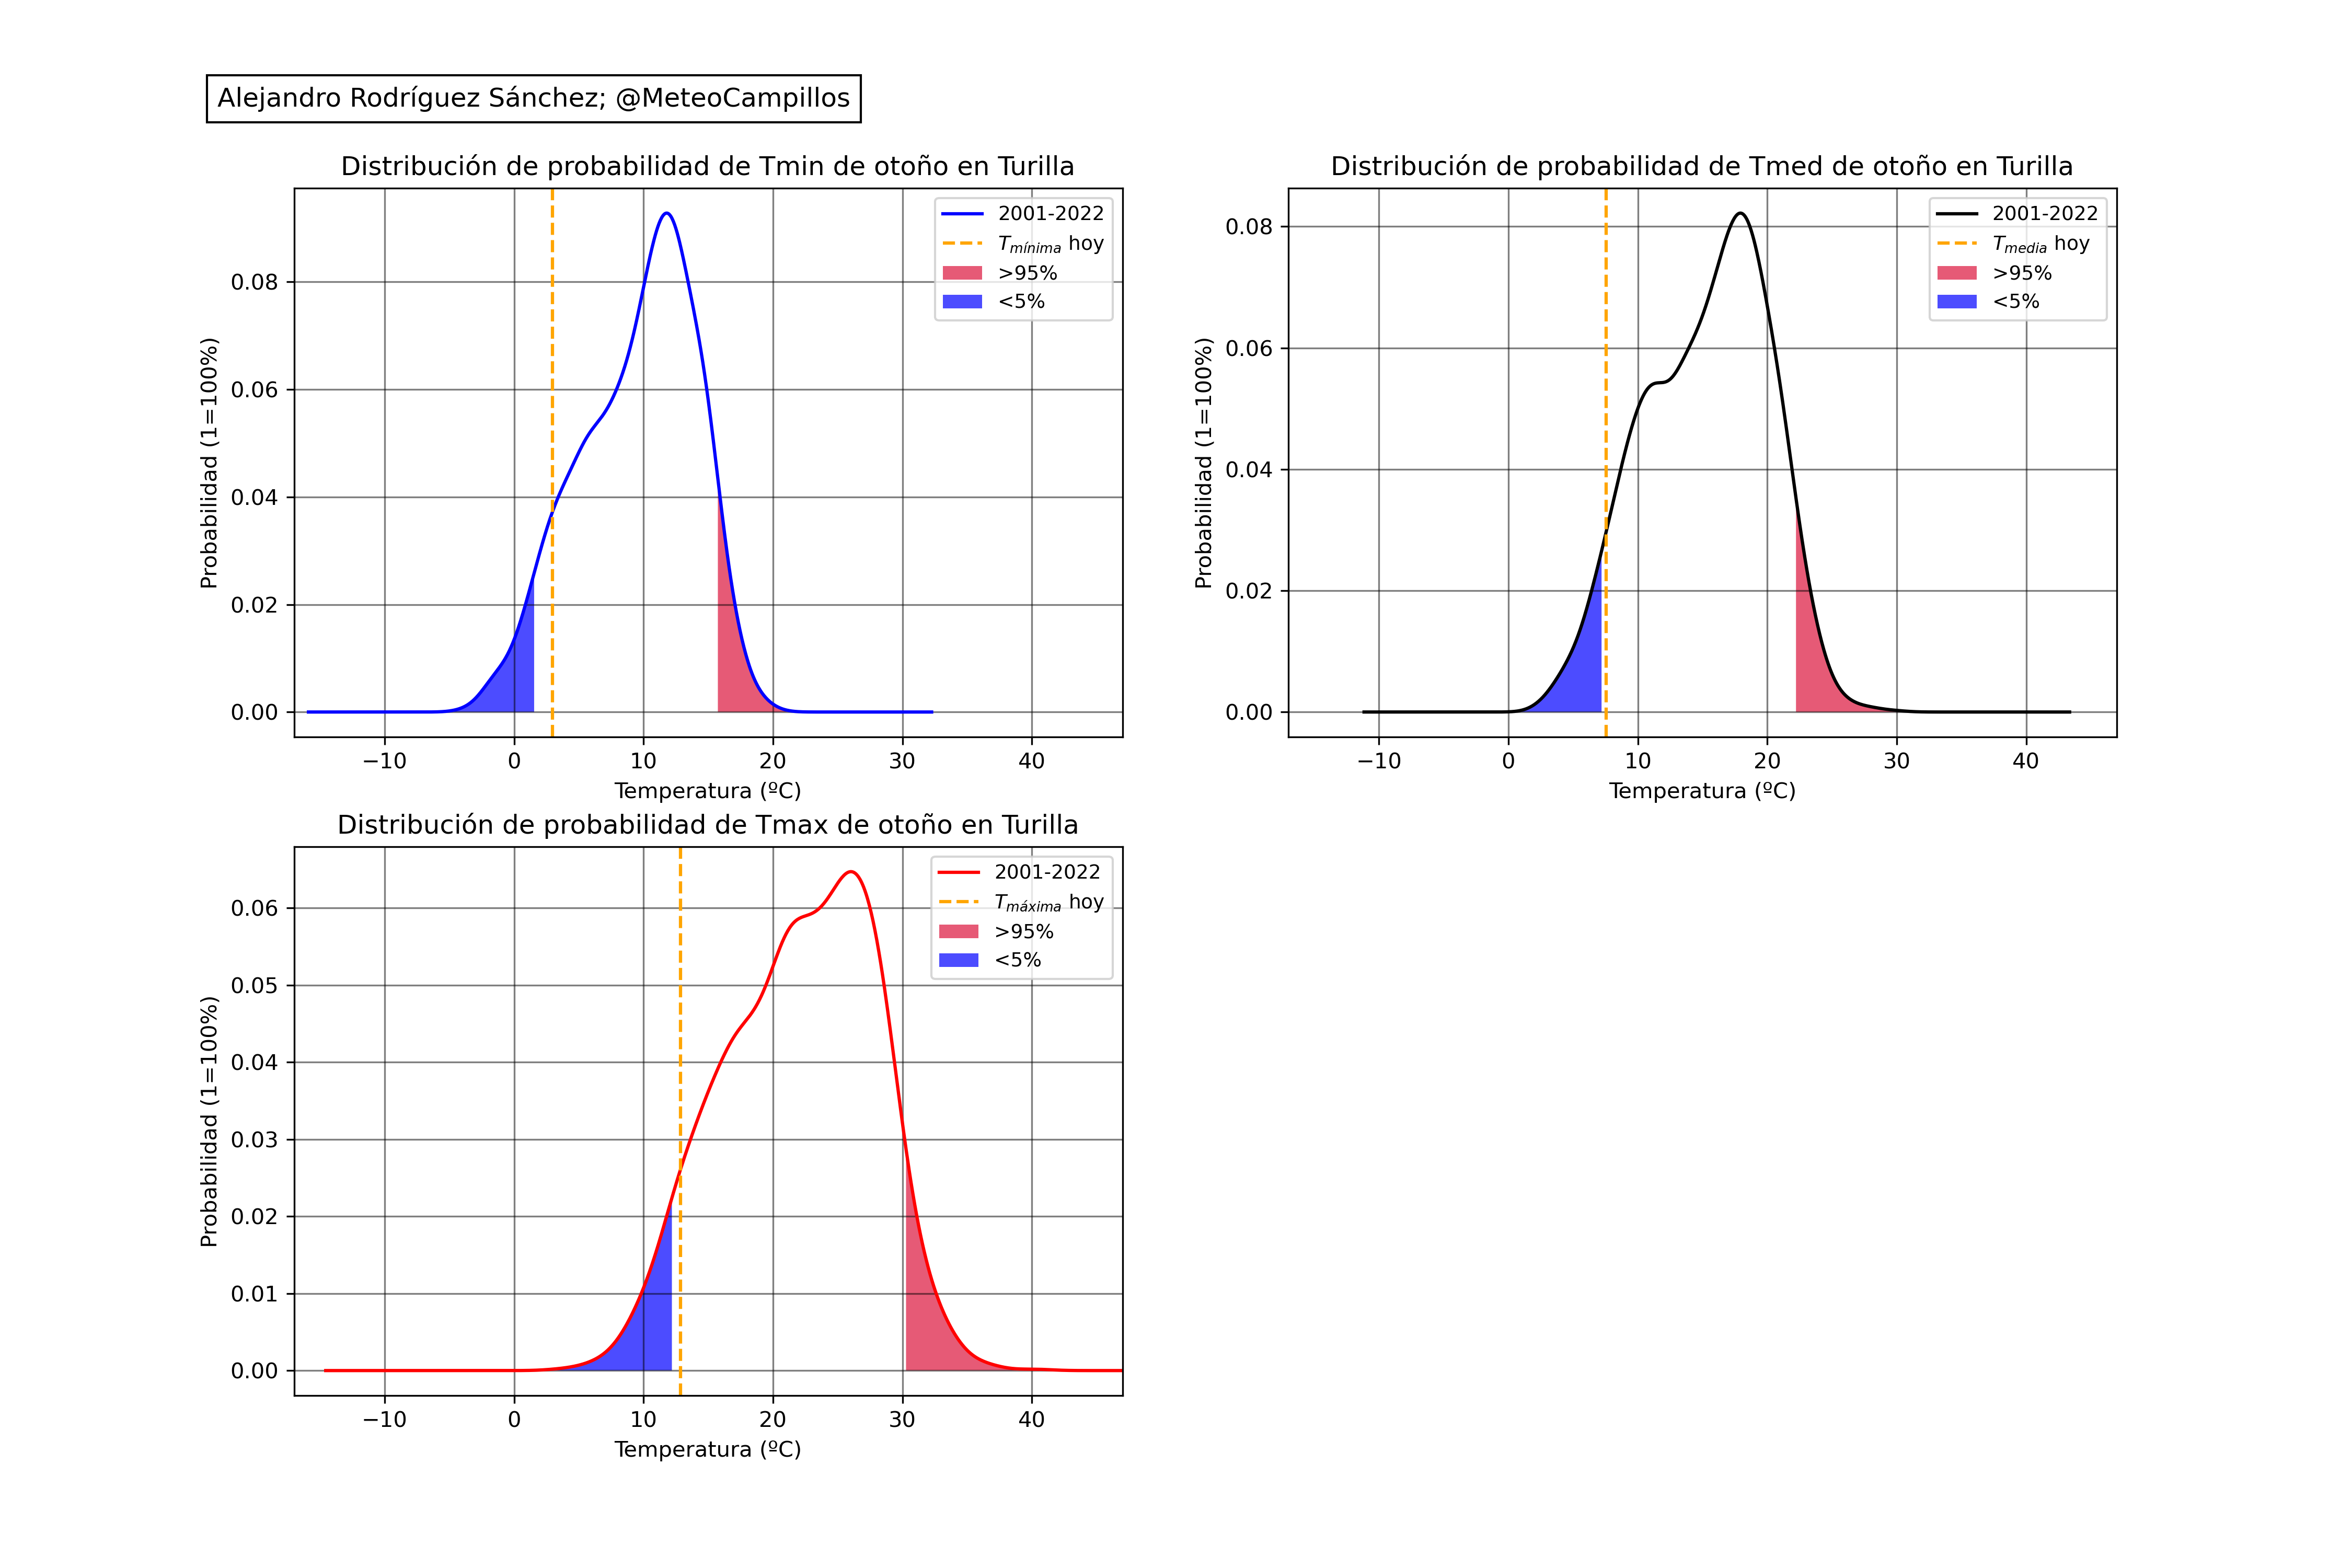 Alejandro Rodríguez Sánchez; @MeteoCampillos
Distribución de probabilidad de Tmin de otoño en Turilla
Probabilidad (1=100%)
0.08
0.06
0.04
0.02
0.00
−10 0 10 20 30 40
Temperatura (ºC)
2001-2022
Tmínima hoy
>95%
<5%
Distribución de probabilidad de Tmed de otoño en Turilla
Probabilidad (1=100%)
0.08
0.06
0.04
0.02
0.00
−10 0 10 20 30 40
Temperatura (ºC)
2001-2022
Tmedia hoy
>95%
<5%
Distribución de probabilidad de Tmax de otoño en Turilla
Probabilidad (1=100%)
0.06
0.05
0.04
0.03
0.02
0.01
0.00
−10 0 10 20 30 40
Temperatura (ºC)
2001-2022
Tmáxima hoy
>95%
<5%